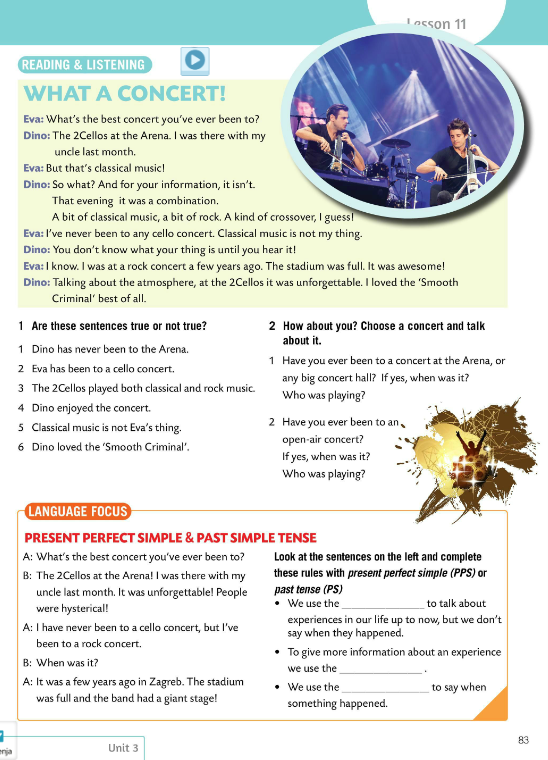 Lesson 11
READING & LISTENING
WHAT A CONCERT!
Eva: What's the best concert you've ever been to?
Dino: The 2Cellos at the Arena. I was there with my
uncle last month.
Eva: But that's classical music!
Dino: So what? And for your information, it isn't.
That evening it was a combination.
A bit of classical music, a bit of rock. A kind of crossover, I guess!
Eva: I've never been to any cello concert. Classical music is not my thing.
Dino: You don't know what your thing is until you hear it!
Eva: I know. I was at a rock concert a few years ago. The stadium was full. It was awesome!
Dino: Talking about the atmosphere, at the 2Cellos it was unforgettable. I loved the 'Smooth
Criminal' best of all.
1 Are these sentences true or not true?
1 Dino has never been to the Arena.
2 Eva has been to a cello concert.
3 The 2Cellos played both classical and rock music.
4 Dino enjoyed the concert.
5 Classical music is not Eva's thing.
6 Dino loved the 'Smooth Criminal'.
2 How about you? Choose a concert and talk
about it.
1 Have you ever been to a concert at the Arena, or
any big concert hall? If yes, when was it?
Who was playing?
2 Have you ever been to an
open-air concert?
If yes, when was it?
Who was playing?
LANGUAGE FOCUS
PRESENT PERFECT SIMPLE & PAST SIMPLE TENSE
A: What's the best concert you've ever been to?
B: The 2Cellos at the Arena! I was there with my
uncle last month. It was unforgettable! People
were hysterical!
A: I have never been to a cello concert, but I've
been to a rock concert.
B: When was it?
A: It was a few years ago in Zagreb. The stadium
was full and the band had a giant stage!
Look at the sentences on the left and complete
these rules with present perfect simple (PPS) or
past tense (PS)
• We use the ________________ to talk about
experiences in our life up to now, but we don't
say when they happened.
• To give more information about an experience
we use the ________________ .
• We use the ________________ to say when
something happened.
enja
Unit 3
83